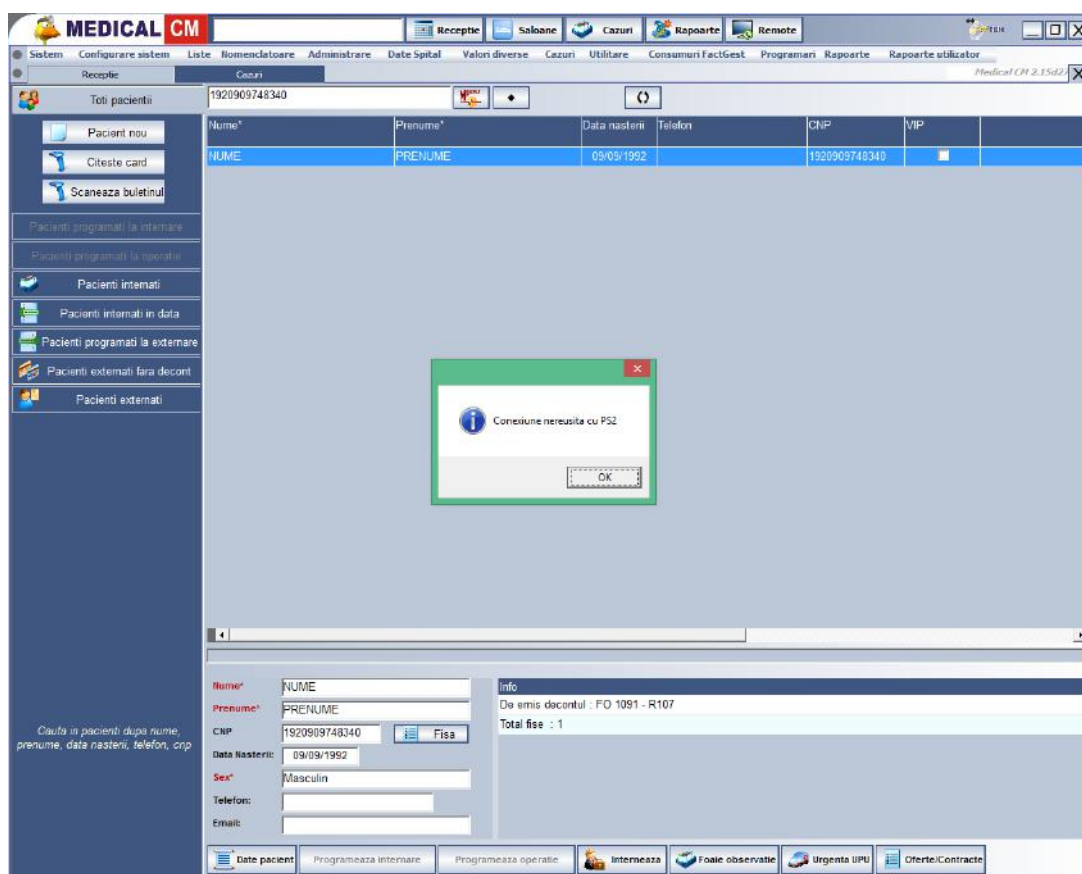 MEDICAL CM
Receptie Saloane Cazuri Rapoarte Remote
Sistem Configurare sistem Liste Nomenclatoare Administrare Date Spital Valori diverse Cazuri Utilitare Consumuri FactGest Programari Rapoarte Rapoarte utilizator
Receptie Cazuri
Toti pacientii
1920909748340
Pacient nou
Citeste card
Scaneaza buletinul
Pacienti programati la internare
Pacienti programati la operatie
Pacienti internati
Pacienti internati in data
Pacienti programati la externare
Pacienti externati fara decont
Pacienti externati
Nume* Prenume* Data nasterii Telefon CNP VIP
NUME PRENUME 09/09/1992 1920909748340
Conexiune nereusita cu PS2
OK
Cauta in pacienti dupa nume,
prenume, data nasterii, telefon, cnp
Nume* NUME
Prenume* PRENUME
CNP 1920909748340 Fisa
Data Nasterii: 09/09/1992
Sex* Masculin
Telefon:
Email:
Info
De emis decontul : FO 1091 - R107
Total fise : 1
Date pacient Programeaza internare Programeaza operatie Interneaza Foaie observatie Urgenta UPU Oferte/Contracte